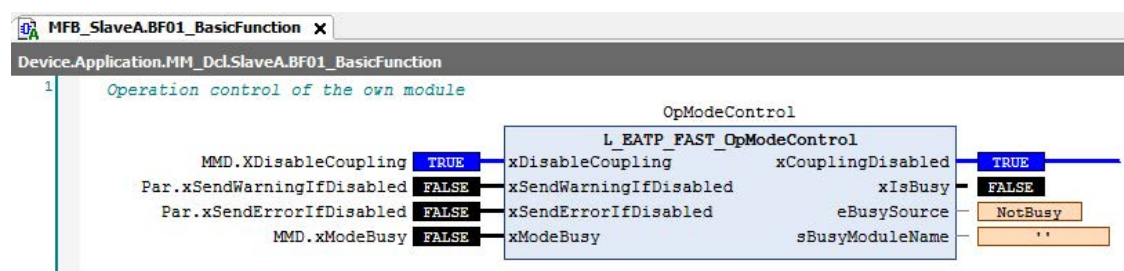 MFB_SlaveA.BF01_BasicFunction X
Device.Application.MM_Dcl.SlaveA.BF01_BasicFunction
1 Operation control of the own module
OpModeControl
L_EATP_FAST_OpModeControl
MMD.XDisableCoupling TRUE xDisableCoupling xCouplingDisabled TRUE
Par.xSendWarningIfDisabled FALSE xSendWarningIfDisabled xIsBusy FALSE
Par.xSendErrorIfDisabled FALSE xSendErrorIfDisabled eBusySource NotBusy
MMD.xModeBusy FALSE xModeBusy sBusyModuleName ''